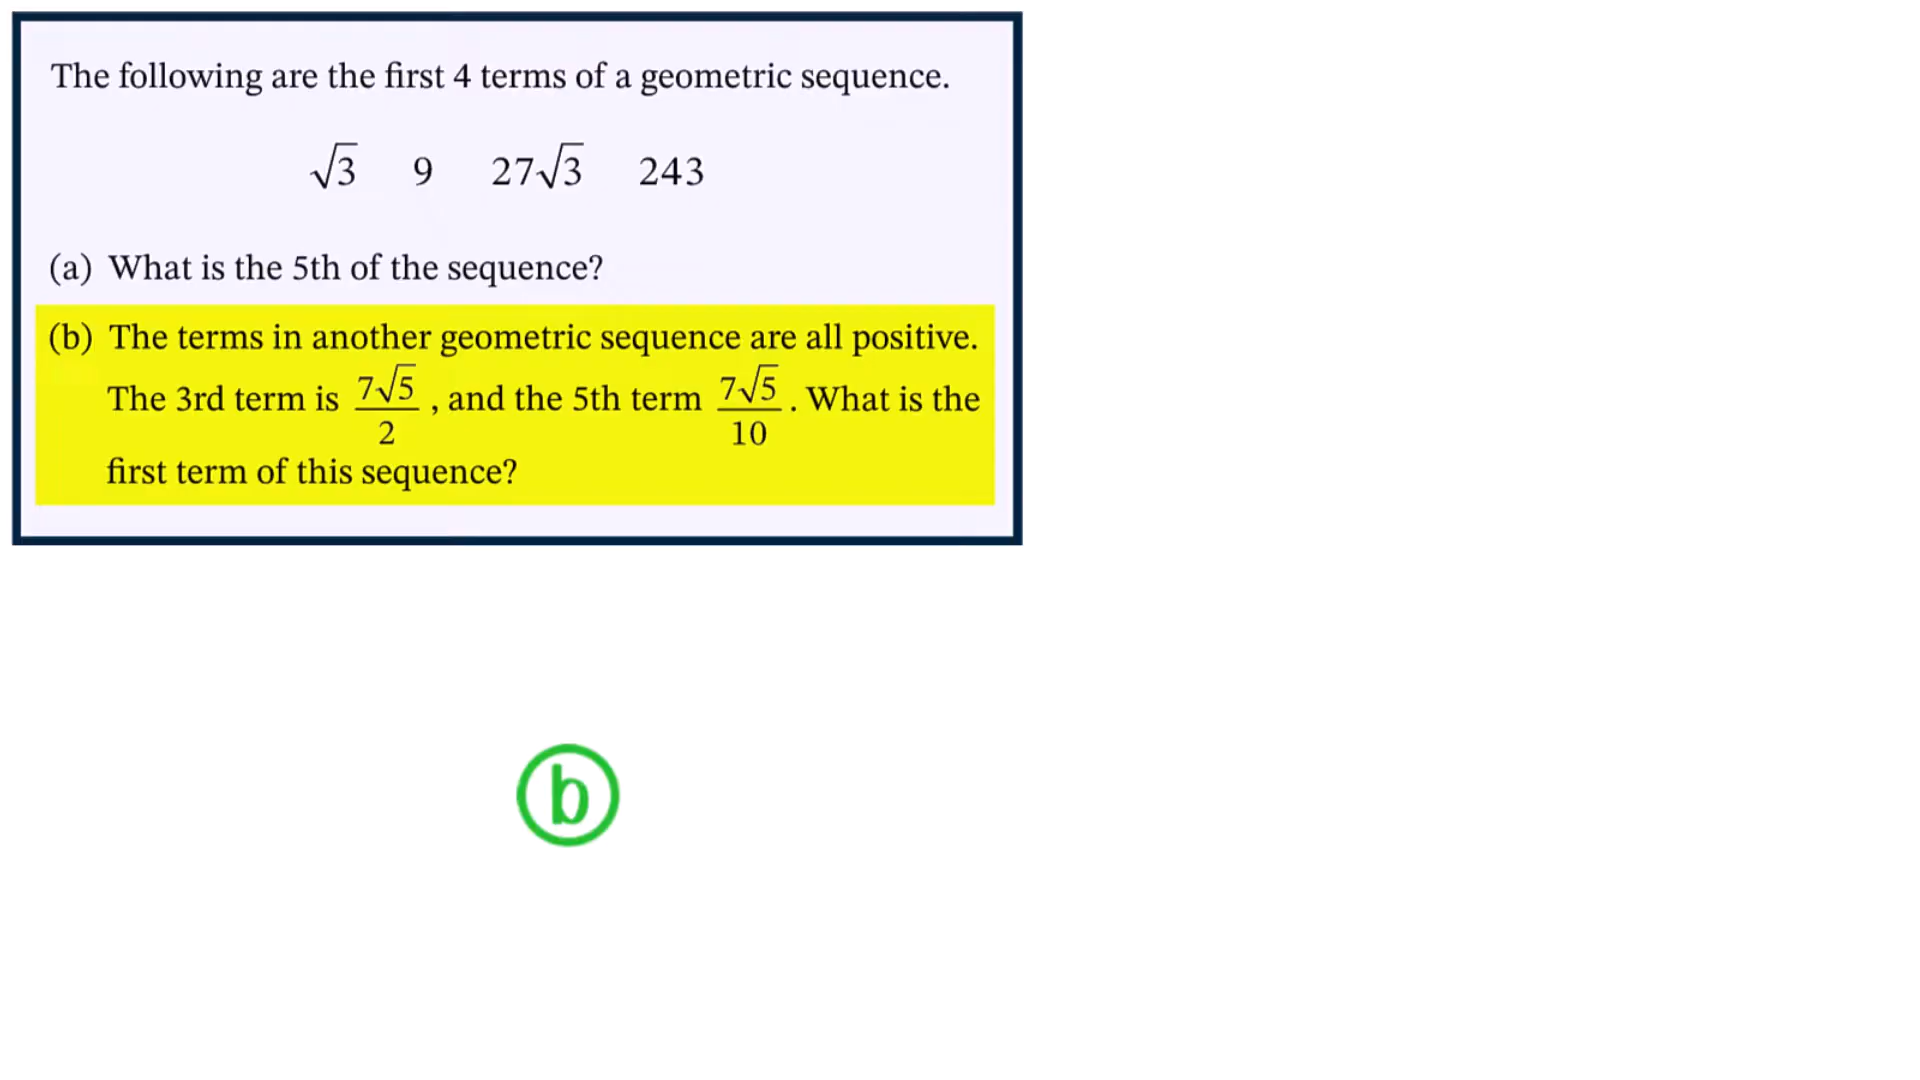 The following are the first 4 terms of a geometric sequence.
√3 9 27√3 243
(a) What is the 5th of the sequence?
(b) The terms in another geometric sequence are all positive.
The 3rd term is 7√5/2 , and the 5th term 7√5/10 . What is the
first term of this sequence?
b